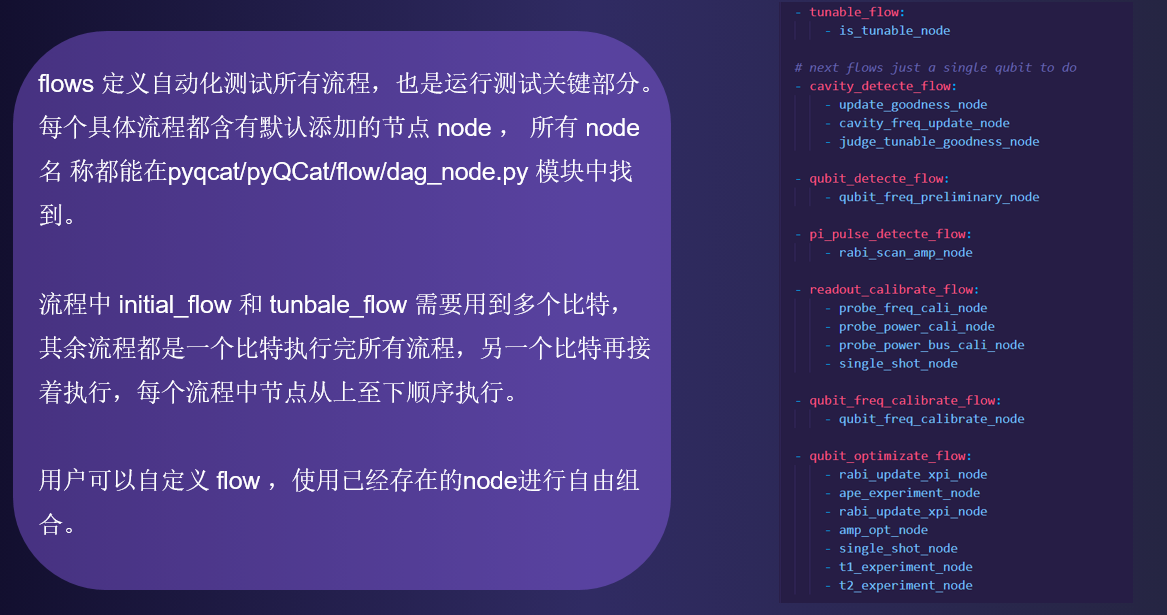 flows 定义自动化测试所有流程，也是运行测试关键部分。
每个具体流程都含有默认添加的节点 node ， 所有 node
名 称都能在pyqcat/pyQCat/flow/dag_node.py 模块中找
到。
流程中 initial_flow 和 tunbale_flow 需要用到多个比特，
其余流程都是一个比特执行完所有流程，另一个比特再接
着执行，每个流程中节点从上至下顺序执行。
用户可以自定义 flow ，使用已经存在的node进行自由组
合。
- tunable_flow:
- is_tunable_node
# next flows just a single qubit to do
- cavity_detecte_flow:
- update_goodness_node
- cavity_freq_update_node
- judge_tunable_goodness_node
- qubit_detecte_flow:
- qubit_freq_preliminary_node
- pi_pulse_detecte_flow:
- rabi_scan_amp_node
- readout_calibrate_flow:
- probe_freq_cali_node
- probe_power_cali_node
- probe_power_bus_cali_node
- single_shot_node
- qubit_freq_calibrate_flow:
- qubit_freq_calibrate_node
- qubit_optimizate_flow:
- rabi_update_xpi_node
- ape_experiment_node
- rabi_update_xpi_node
- amp_opt_node
- single_shot_node
- t1_experiment_node
- t2_experiment_node